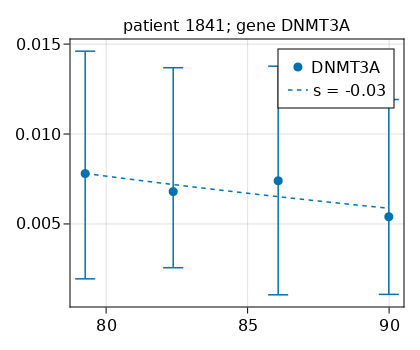 patient 1841; gene DNMT3A
0.015
0.010
0.005
DNMT3A
s = -0.03
80
85
90